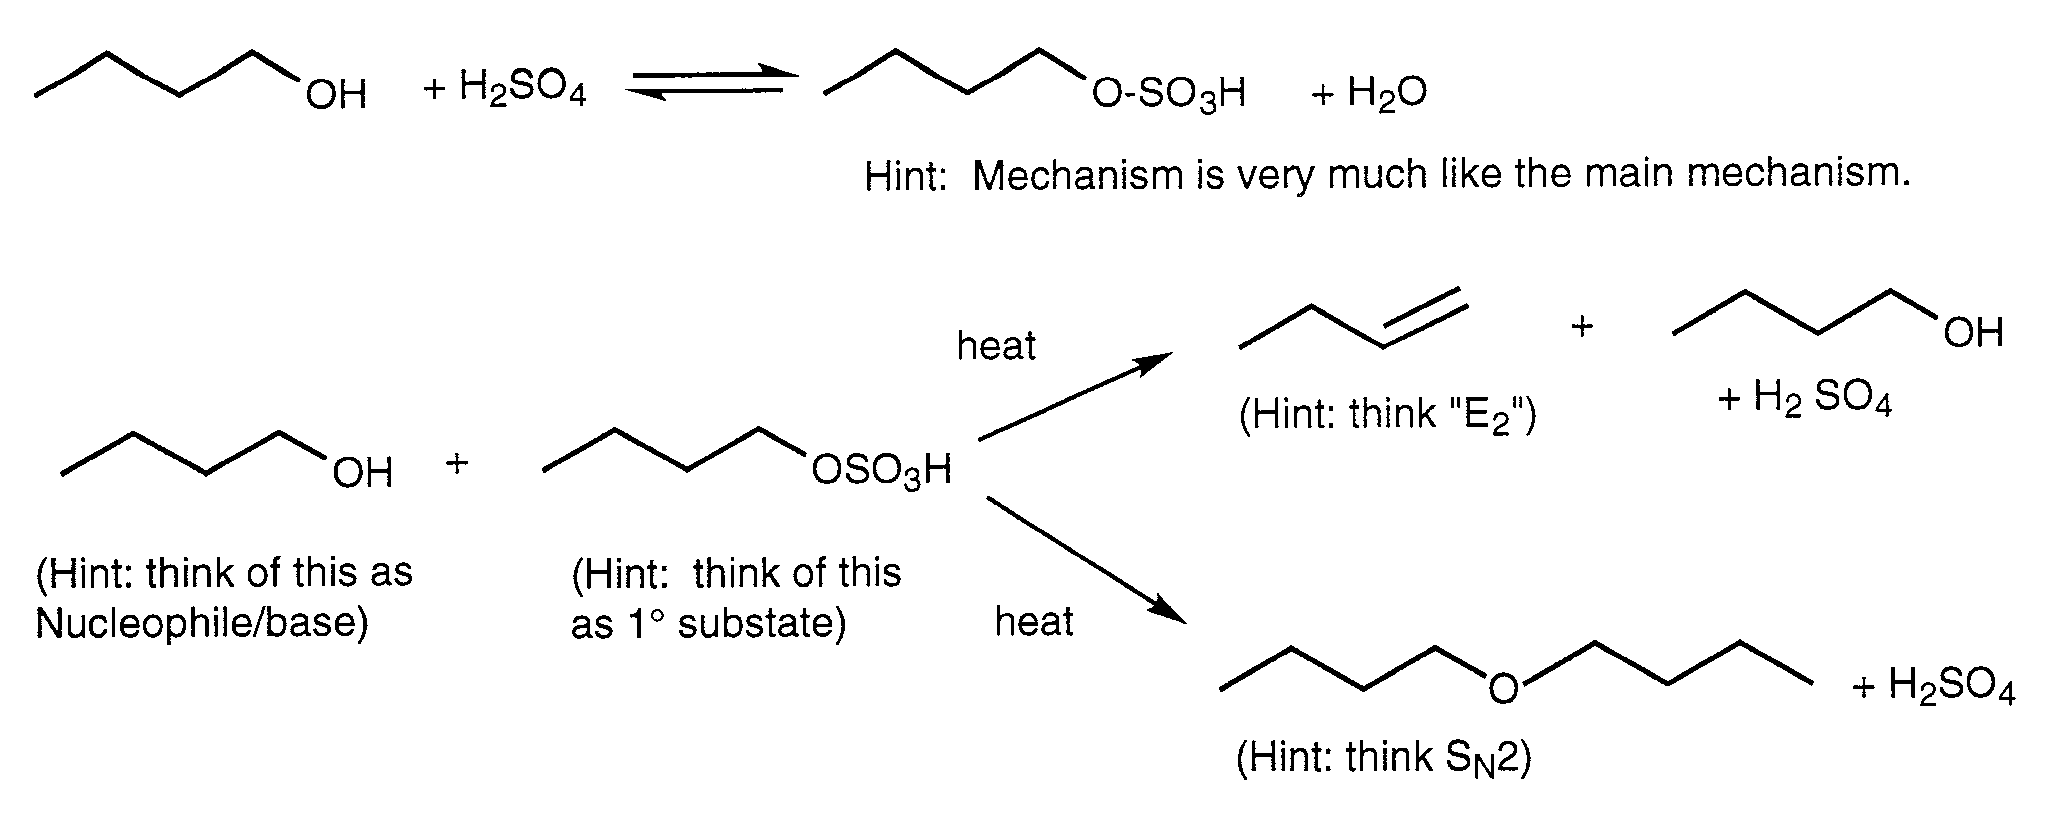 OH + H2SO4 O-SO3H + H2O
Hint: Mechanism is very much like the main mechanism.
heat + OH
(Hint: think "E2") + H2 SO4
OH + OSO3H
(Hint: think of this as
Nucleophile/base)
(Hint: think of this
as 1° substate)
heat
O + H2SO4
(Hint: think SN2)